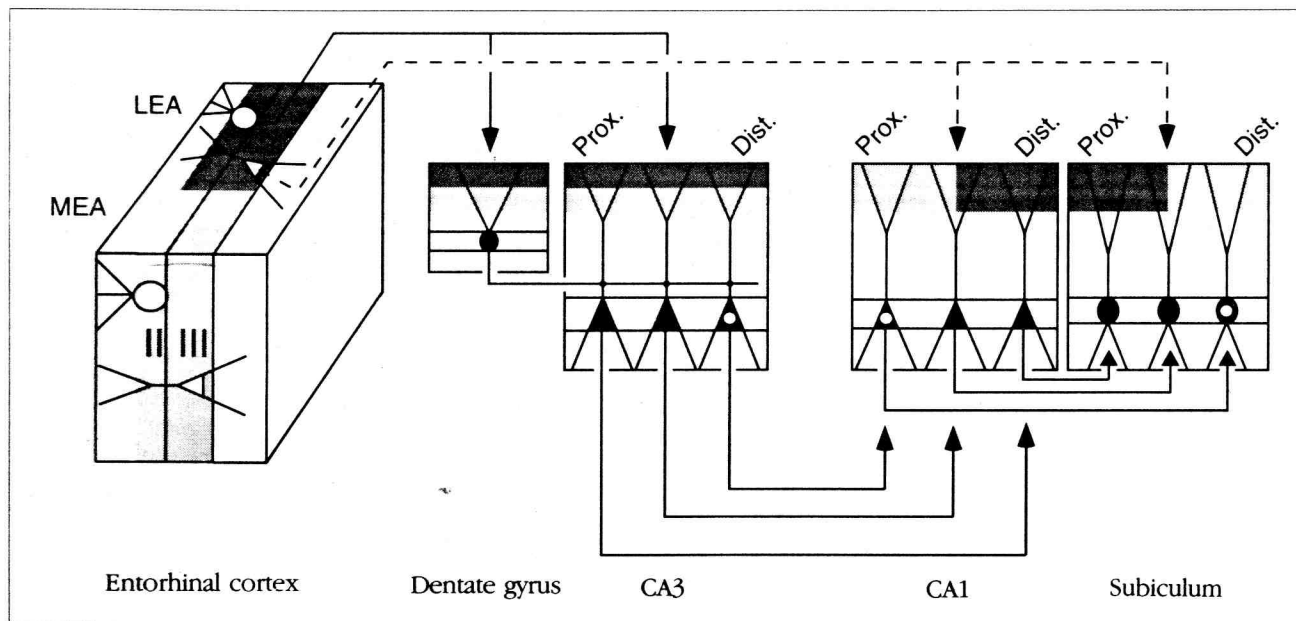 LEA
MEA
II III
Prox. Dist.
Prox. Dist.
Prox. Dist.
Entorhinal cortex
Dentate gyrus
CA3
CA1
Subiculum